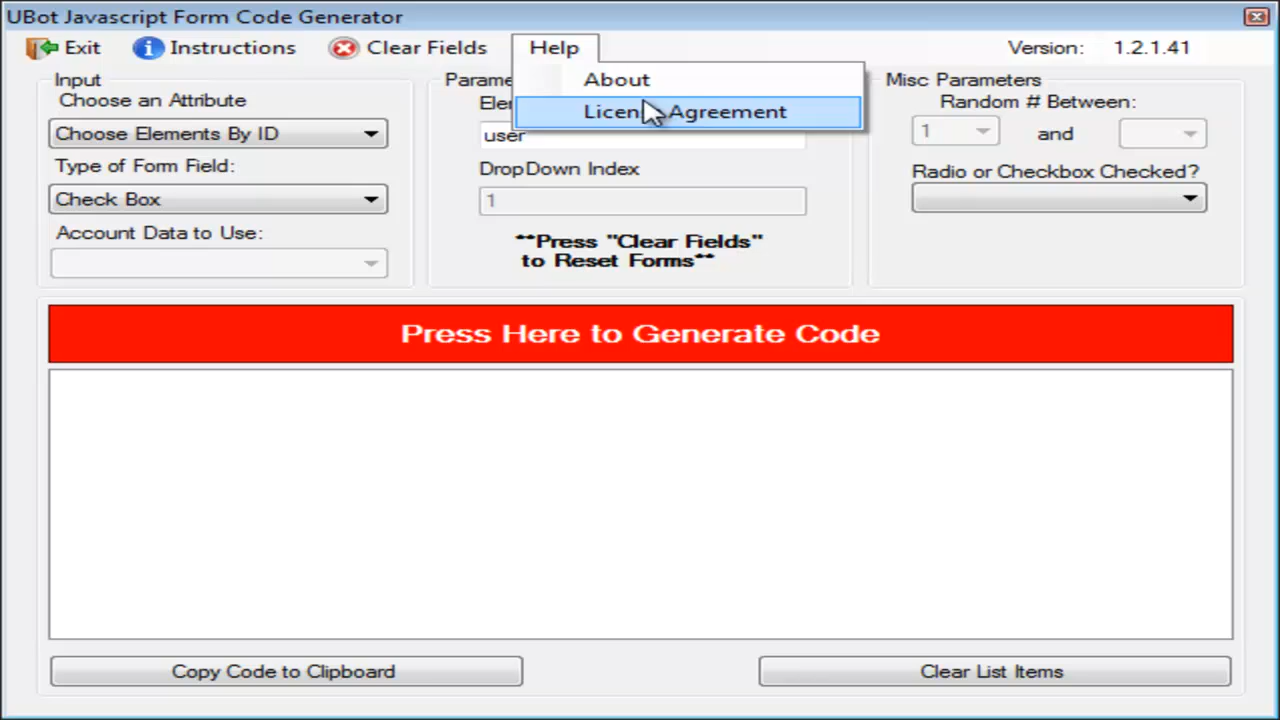 UBot Javascript Form Code Generator
Exit Instructions Clear Fields Help Version: 1.2.1.41
About
License Agreement
Input
Choose an Attribute
Choose Elements By ID
Type of Form Field:
Check Box
Account Data to Use:
user
DropDown Index
1
**Press "Clear Fields"
to Reset Forms**
Misc Parameters
Random # Between:
1 and
Radio or Checkbox Checked?
Press Here to Generate Code
Copy Code to Clipboard
Clear List Items